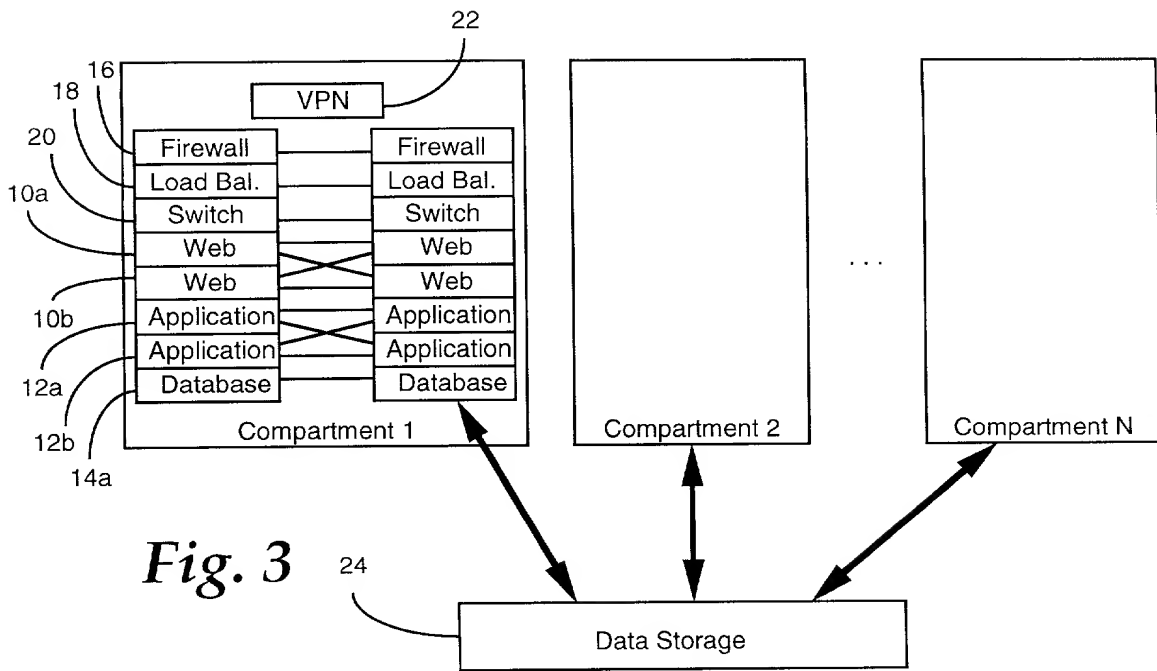 22
16
VPN
18
20
Firewall Firewall
Load Bal. Load Bal.
10a
Switch Switch
Web Web
Web Web
...
10b
Application Application
Application Application
12a
Database Database
12b
Compartment 1
Compartment 2
Compartment N
14a
Fig. 3
24
Data Storage